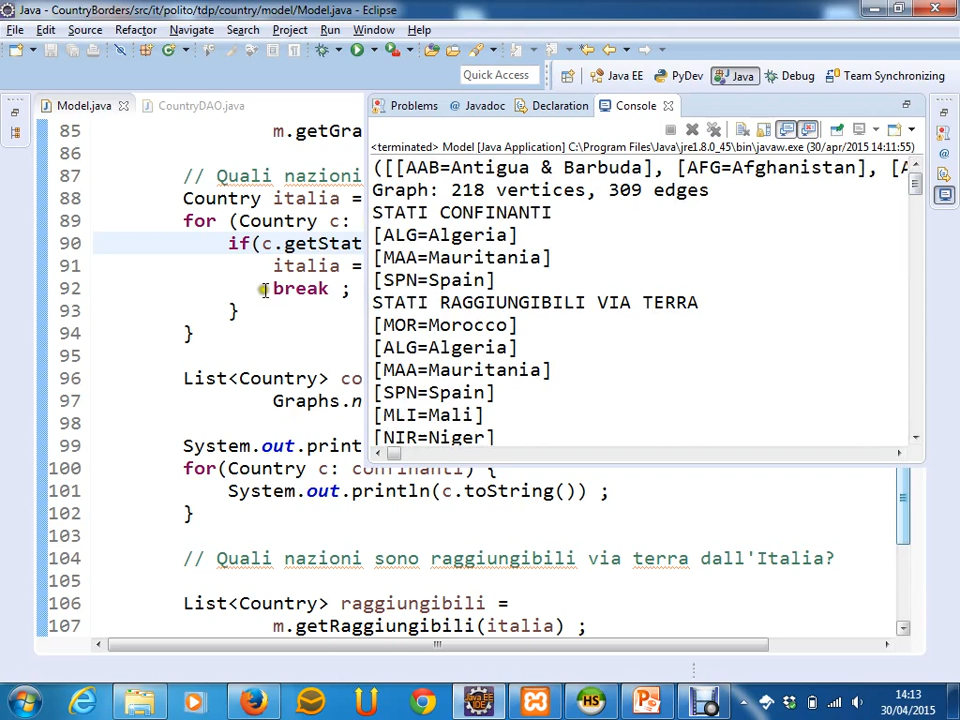 Java - CountryBorders/src/it/polito/tdp/country/model/Model.java - Eclipse
File Edit Source Refactor Navigate Search Project Run Window Help
Quick Access Java EE PyDev Java Debug Team Synchronizing
Model.java CountryDAO.java
85 m.getGra
86
87 // Quali nazioni
88 Country italia =
89 for (Country c:
90 if(c.getStat
91 italia =
92 break ;
93 }
94 }
95
96 List<Country> co
97 Graphs.n
98
99 System.out.print
100 for(Country c: confinanti) {
101 System.out.println(c.toString()) ;
102 }
103
104 // Quali nazioni sono raggiungibili via terra dall'Italia?
105
106 List<Country> raggiungibili =
107 m.getRaggiungibili(italia) ;
Problems Javadoc Declaration Console
<terminated> Model [Java Application] C:\Program Files\Java\jre1.8.0_45\bin\javaw.exe (30/apr/2015 14:11:55)
([[AAB=Antigua & Barbuda], [AFG=Afghanistan], [A
Graph: 218 vertices, 309 edges
STATI CONFINANTI
[ALG=Algeria]
[MAA=Mauritania]
[SPN=Spain]
STATI RAGGIUNGIBILI VIA TERRA
[MOR=Morocco]
[ALG=Algeria]
[MAA=Mauritania]
[SPN=Spain]
[MLI=Mali]
[NIR=Niger]
14:13
30/04/2015